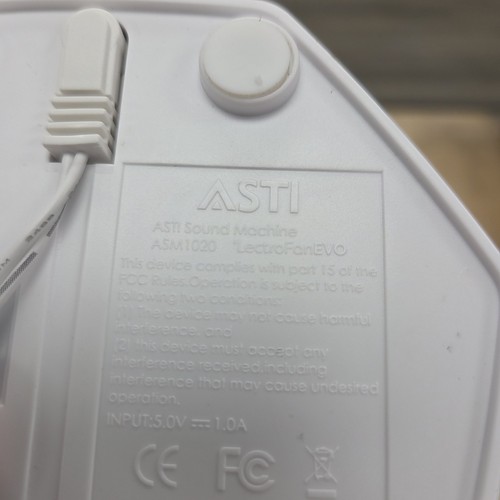 ASTI
ASTI Sound Machine
ASM1020 "LectroFanEVO
This device complies with part 15 of the
FCC Rules. Operation is subject to the
following two conditions:
(1) The device may not cause harmful
interference, and
(2) this device must accept any
interference received, including
interference that may cause undesired
operation.
INPUT:5.0V 1.0A
CE FC